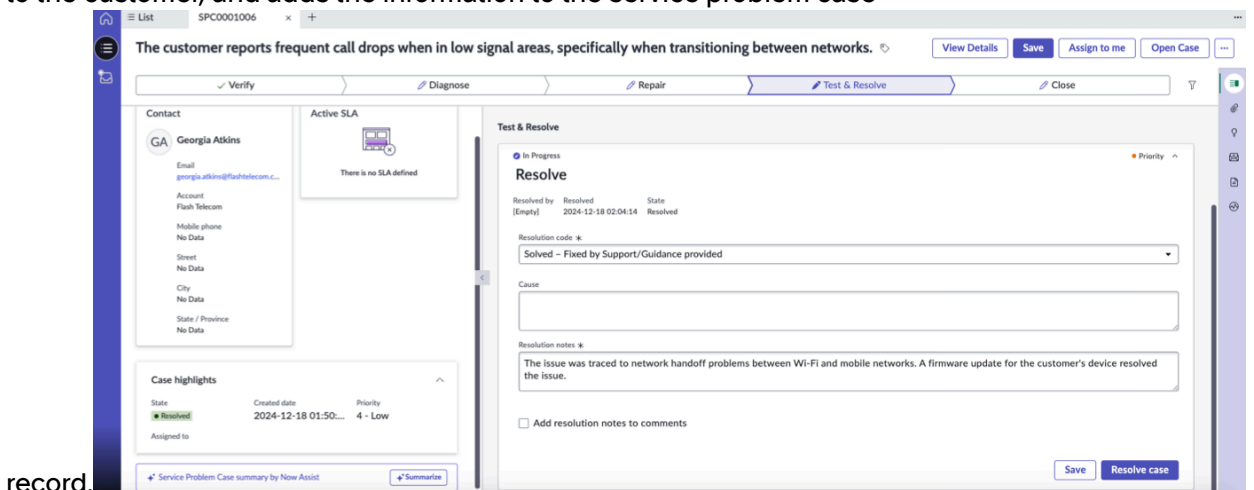 to the customer, and adds the information to the service problem case
List SPC0001006 × +
The customer reports frequent call drops when in low signal areas, specifically when transitioning between networks. View Details Save Assign to me Open Case
Verify Diagnose Repair Test & Resolve Close
Contact
GA Georgia Atkins
Email
georgia.atkins@flashtelecom.c...
Account
Flash Telecom
Mobile phone
No Data
Street
No Data
City
No Data
State / Province
No Data
Active SLA
There is no SLA defined
Case highlights
State Created date Priority
Resolved 2024-12-18 01:50:... 4 - Low
Assigned to
Service Problem Case summary by Now Assist Summarize
Test & Resolve
In Progress Priority
Resolve
Resolved by Resolved State
[Empty] 2024-12-18 02:04:14 Resolved
Resolution code *
Solved – Fixed by Support/Guidance provided
Cause
Resolution notes *
The issue was traced to network handoff problems between Wi-Fi and mobile networks. A firmware update for the customer's device resolved
the issue.
Add resolution notes to comments
Save Resolve case
record.